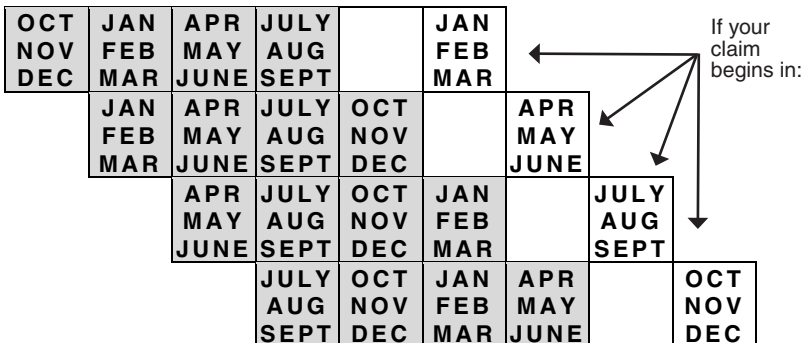 OCT JAN APR JULY JAN
NOV FEB MAY AUG FEB
DEC MAR JUNE SEPT MAR
If your
claim
begins in:
JAN APR JULY OCT APR
FEB MAY AUG NOV MAY
MAR JUNE SEPT DEC JUNE
APR JULY OCT JAN JULY
MAY AUG NOV FEB AUG
JUNE SEPT DEC MAR SEPT
JULY OCT JAN APR OCT
AUG NOV FEB MAY NOV
SEPT DEC MAR JUNE DEC